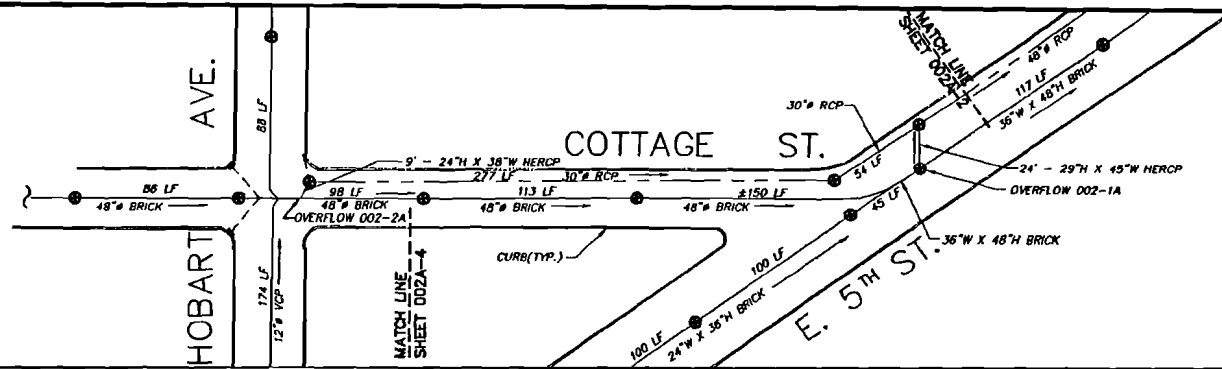 HOBART AVE.
88 LF
174 LF
12"ø VCP
86 LF
48"ø BRICK
9' - 24"H X 38"W HERCP
277 LF 30"ø RCP
98 LF
48"ø BRICK
OVERFLOW 002-2A
MATCH LINE
SHEET 002A-4
113 LF
48"ø BRICK
±150 LF
48"ø BRICK
CURB(TYP.)
COTTAGE ST.
30"ø RCP
54 LF
MATCH LINE
SHEET 002A-2
48"ø RCP
117 LF
36"W X 48"H BRICK
24' - 29"H X 45"W HERCP
OVERFLOW 002-1A
45 LF
36"W X 48"H BRICK
100 LF
100 LF
24"W X 36"H BRICK
E. 5TH ST.